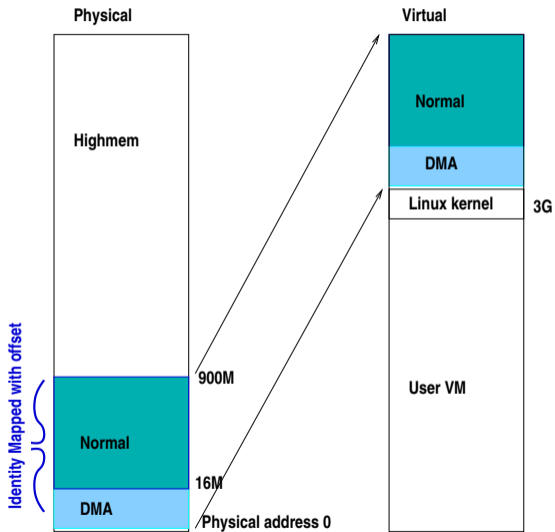 Physical
Virtual
Highmem
Normal
DMA
Linux kernel
3G
900M
User VM
Identity Mapped with offset
Normal
16M
DMA
Physical address 0